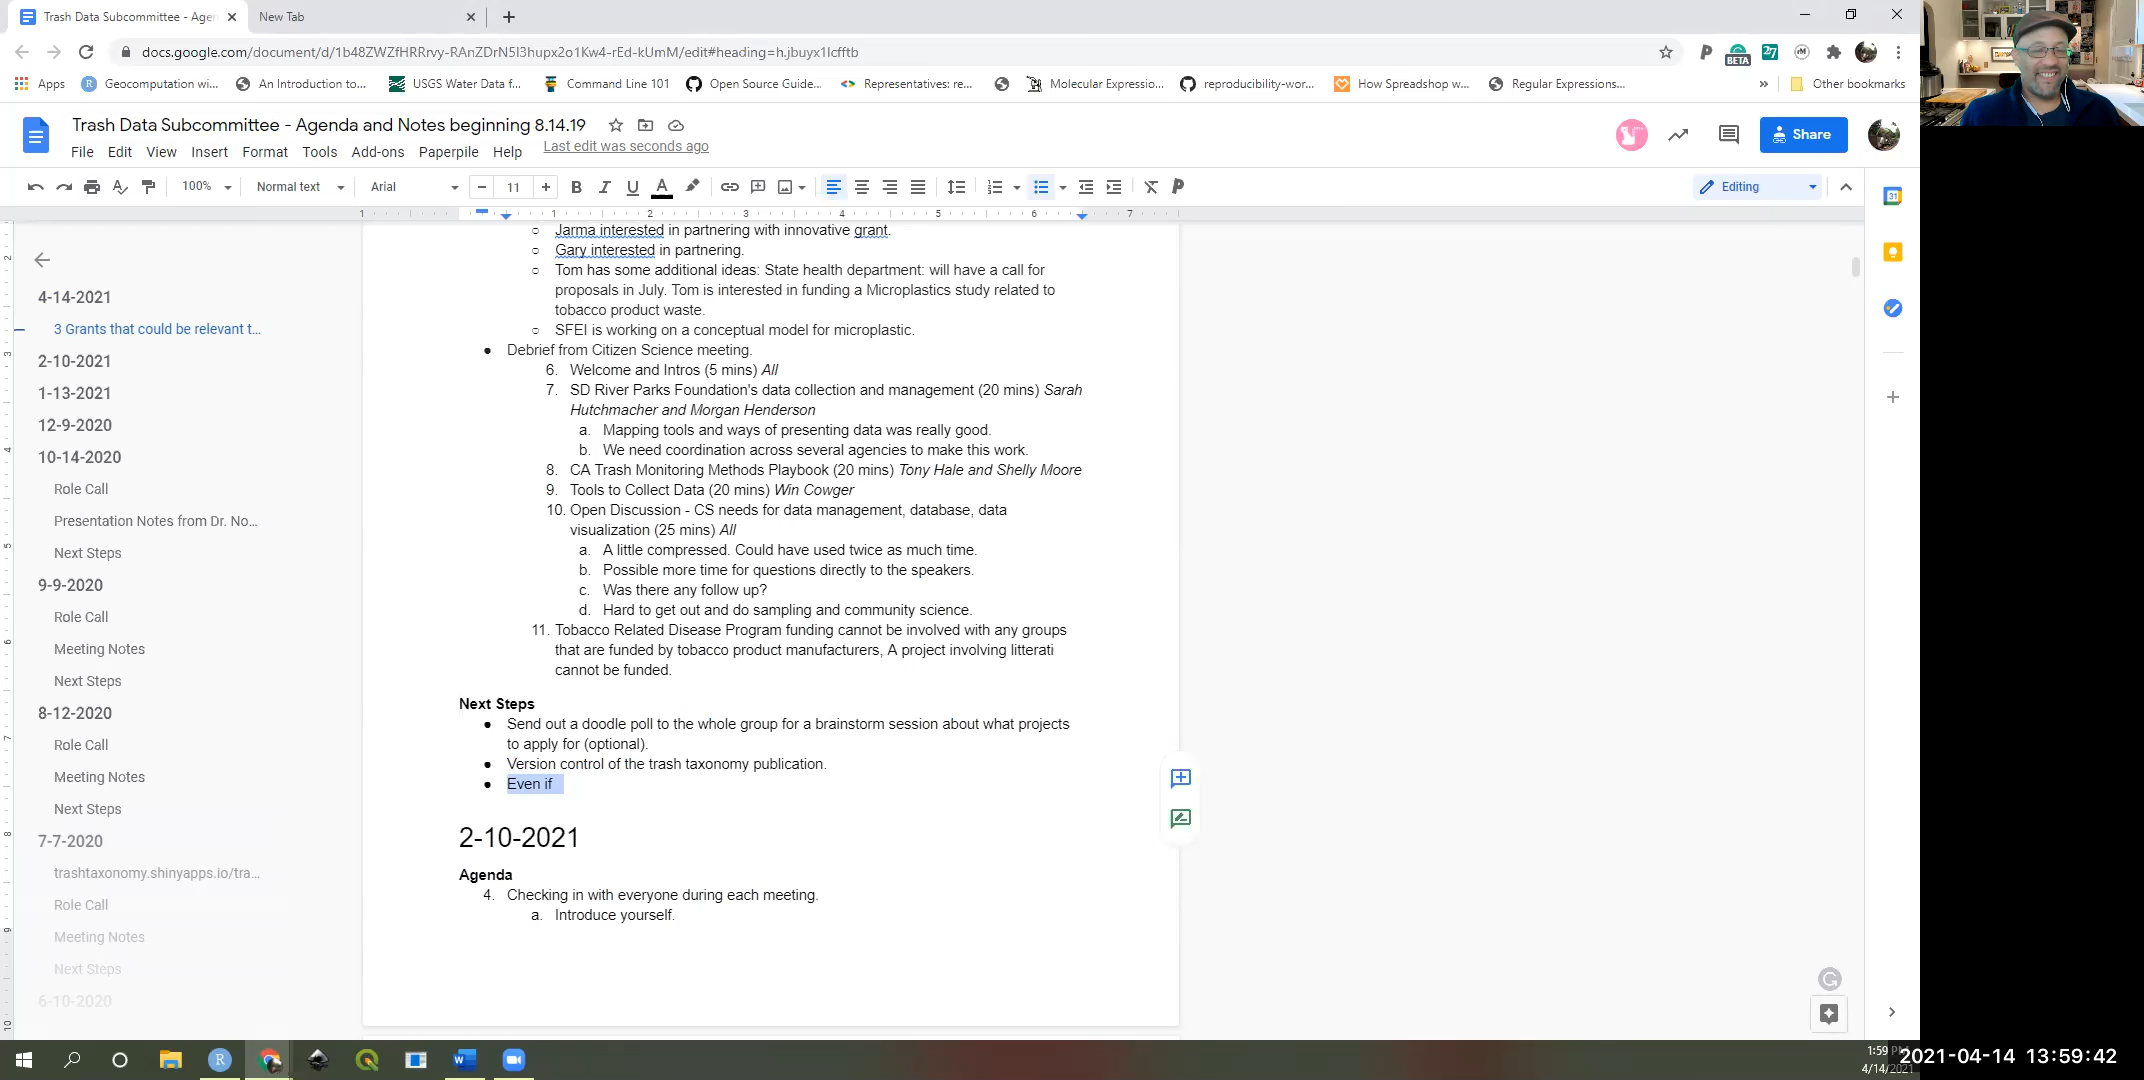 Trash Data Subcommittee - Agen
New Tab
docs.google.com/document/d/1b48ZWZfHRRrvy-RAnZDrN5I3hupx2o1Kw4-rEd-kUmM/edit#heading=h.jbuyx1lcfftb
BETA
27
Apps
Geocomputation wi...
An Introduction to...
USGS Water Data f...
Command Line 101
Open Source Guide...
Representatives: re...
Molecular Expressio...
reproducibility-wor...
How Spreadshop w...
Regular Expressions...
»
Other bookmarks
Trash Data Subcommittee - Agenda and Notes beginning 8.14.19
File Edit View Insert Format Tools Add-ons Paperpile Help Last edit was seconds ago
Share
100% Normal text Arial 11 B I U A Editing
1 1 2 3 4 5 6 7
31
4-14-2021
3 Grants that could be relevant t...
2-10-2021
1-13-2021
12-9-2020
10-14-2020
Role Call
Presentation Notes from Dr. No...
Next Steps
9-9-2020
Role Call
Meeting Notes
Next Steps
8-12-2020
Role Call
Meeting Notes
Next Steps
7-7-2020
trashtaxonomy.shinyapps.io/tra...
Role Call
Meeting Notes
Next Steps
6-10-2020
○ Jarma interested in partnering with innovative grant.
○ Gary interested in partnering.
○ Tom has some additional ideas: State health department: will have a call for
proposals in July. Tom is interested in funding a Microplastics study related to
tobacco product waste.
○ SFEI is working on a conceptual model for microplastic.
● Debrief from Citizen Science meeting.
6. Welcome and Intros (5 mins) All
7. SD River Parks Foundation's data collection and management (20 mins) Sarah
Hutchmacher and Morgan Henderson
a. Mapping tools and ways of presenting data was really good.
b. We need coordination across several agencies to make this work.
8. CA Trash Monitoring Methods Playbook (20 mins) Tony Hale and Shelly Moore
9. Tools to Collect Data (20 mins) Win Cowger
10. Open Discussion - CS needs for data management, database, data
visualization (25 mins) All
a. A little compressed. Could have used twice as much time.
b. Possible more time for questions directly to the speakers.
c. Was there any follow up?
d. Hard to get out and do sampling and community science.
11. Tobacco Related Disease Program funding cannot be involved with any groups
that are funded by tobacco product manufacturers, A project involving litterati
cannot be funded.
Next Steps
● Send out a doodle poll to the whole group for a brainstorm session about what projects
to apply for (optional).
● Version control of the trash taxonomy publication.
● Even if
2-10-2021
Agenda
4. Checking in with everyone during each meeting.
a. Introduce yourself.
1:59 PM
4/14/2021
2021-04-14 13:59:42